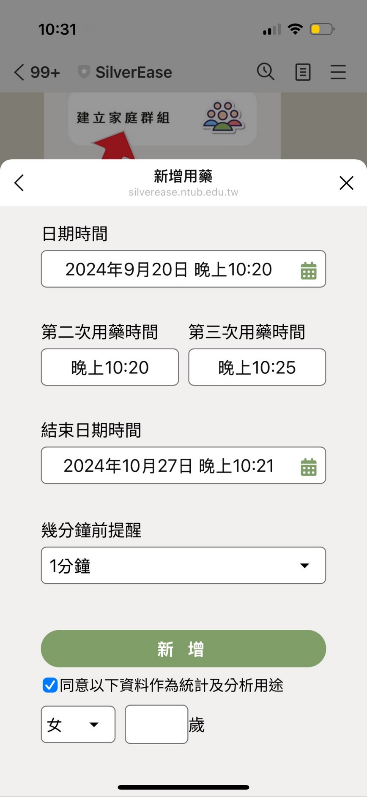 10:31
99+ SilverEase
建立家庭群組
新增用藥
silverease.ntub.edu.tw
日期時間
2024年9月20日 晚上10:20
第二次用藥時間 第三次用藥時間
晚上10:20 晚上10:25
結束日期時間
2024年10月27日 晚上10:21
幾分鐘前提醒
1分鐘
新 增
同意以下資料作為統計及分析用途
女 歲